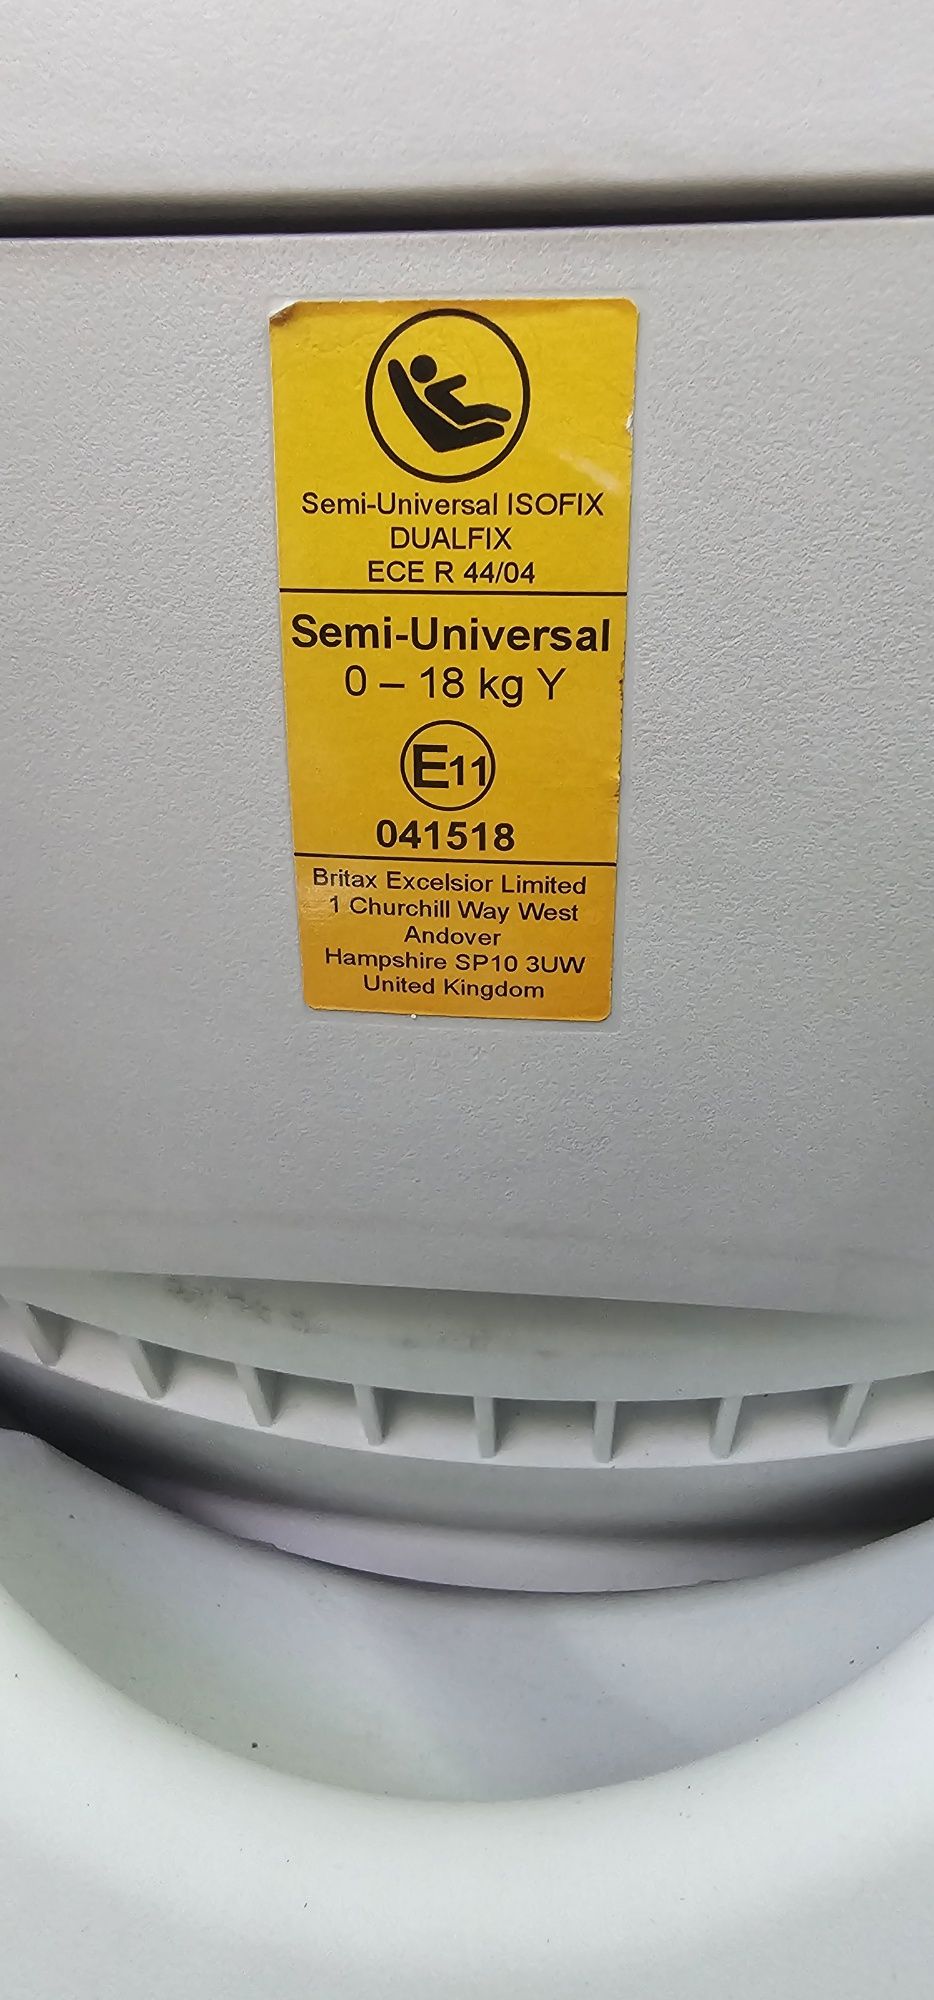 Semi-Universal ISOFIX
DUALFIX
ECE R 44/04
Semi-Universal
0 – 18 kg Y
E11
041518
Britax Excelsior Limited
1 Churchill Way West
Andover
Hampshire SP10 3UW
United Kingdom